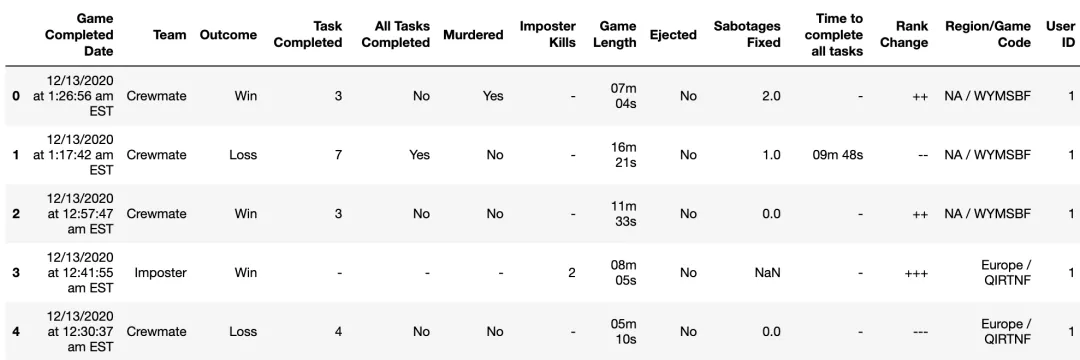 Game Completed Date Team Outcome Task Completed All Tasks Completed Murdered Imposter Kills Game Length Ejected Sabotages Fixed Time to complete all tasks Rank Change Region/Game Code User ID
0 12/13/2020 at 1:26:56 am EST Crewmate Win 3 No Yes - 07m 04s No 2.0 - ++ NA / WYMSBF 1
1 12/13/2020 at 1:17:42 am EST Crewmate Loss 7 Yes No - 16m 21s No 1.0 09m 48s -- NA / WYMSBF 1
2 12/13/2020 at 12:57:47 am EST Crewmate Win 3 No No - 11m 33s No 0.0 - ++ NA / WYMSBF 1
3 12/13/2020 at 12:41:55 am EST Imposter Win - - - 2 08m 05s No NaN - +++ Europe / QIRTNF 1
4 12/13/2020 at 12:30:37 am EST Crewmate Loss 4 No No - 05m 10s No 0.0 - --- Europe / QIRTNF 1